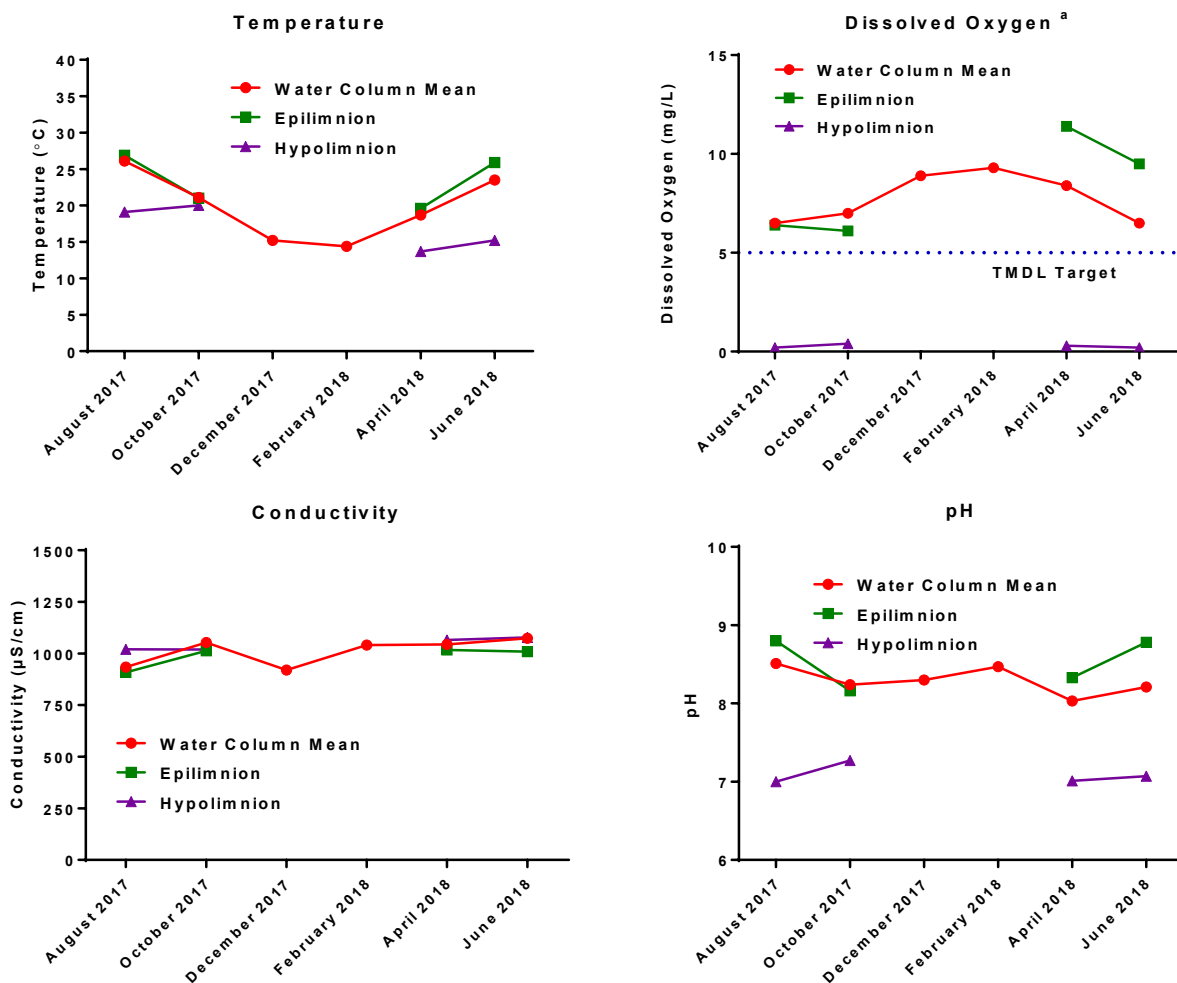 Temperature
40
35
30
25
20
15
10
5
0
Temperature (°C)
Water Column Mean
Epilimnion
Hypolimnion
August 2017
October 2017
December 2017
February 2018
April 2018
June 2018
Dissolved Oxygen a
15
10
5
0
Dissolved Oxygen (mg/L)
Water Column Mean
Epilimnion
Hypolimnion
TMDL Target
August 2017
October 2017
December 2017
February 2018
April 2018
June 2018
Conductivity
1500
1250
1000
750
500
250
0
Conductivity (µS/cm)
Water Column Mean
Epilimnion
Hypolimnion
August 2017
October 2017
December 2017
February 2018
April 2018
June 2018
pH
10
9
8
7
6
pH
Water Column Mean
Epilimnion
Hypolimnion
August 2017
October 2017
December 2017
February 2018
April 2018
June 2018